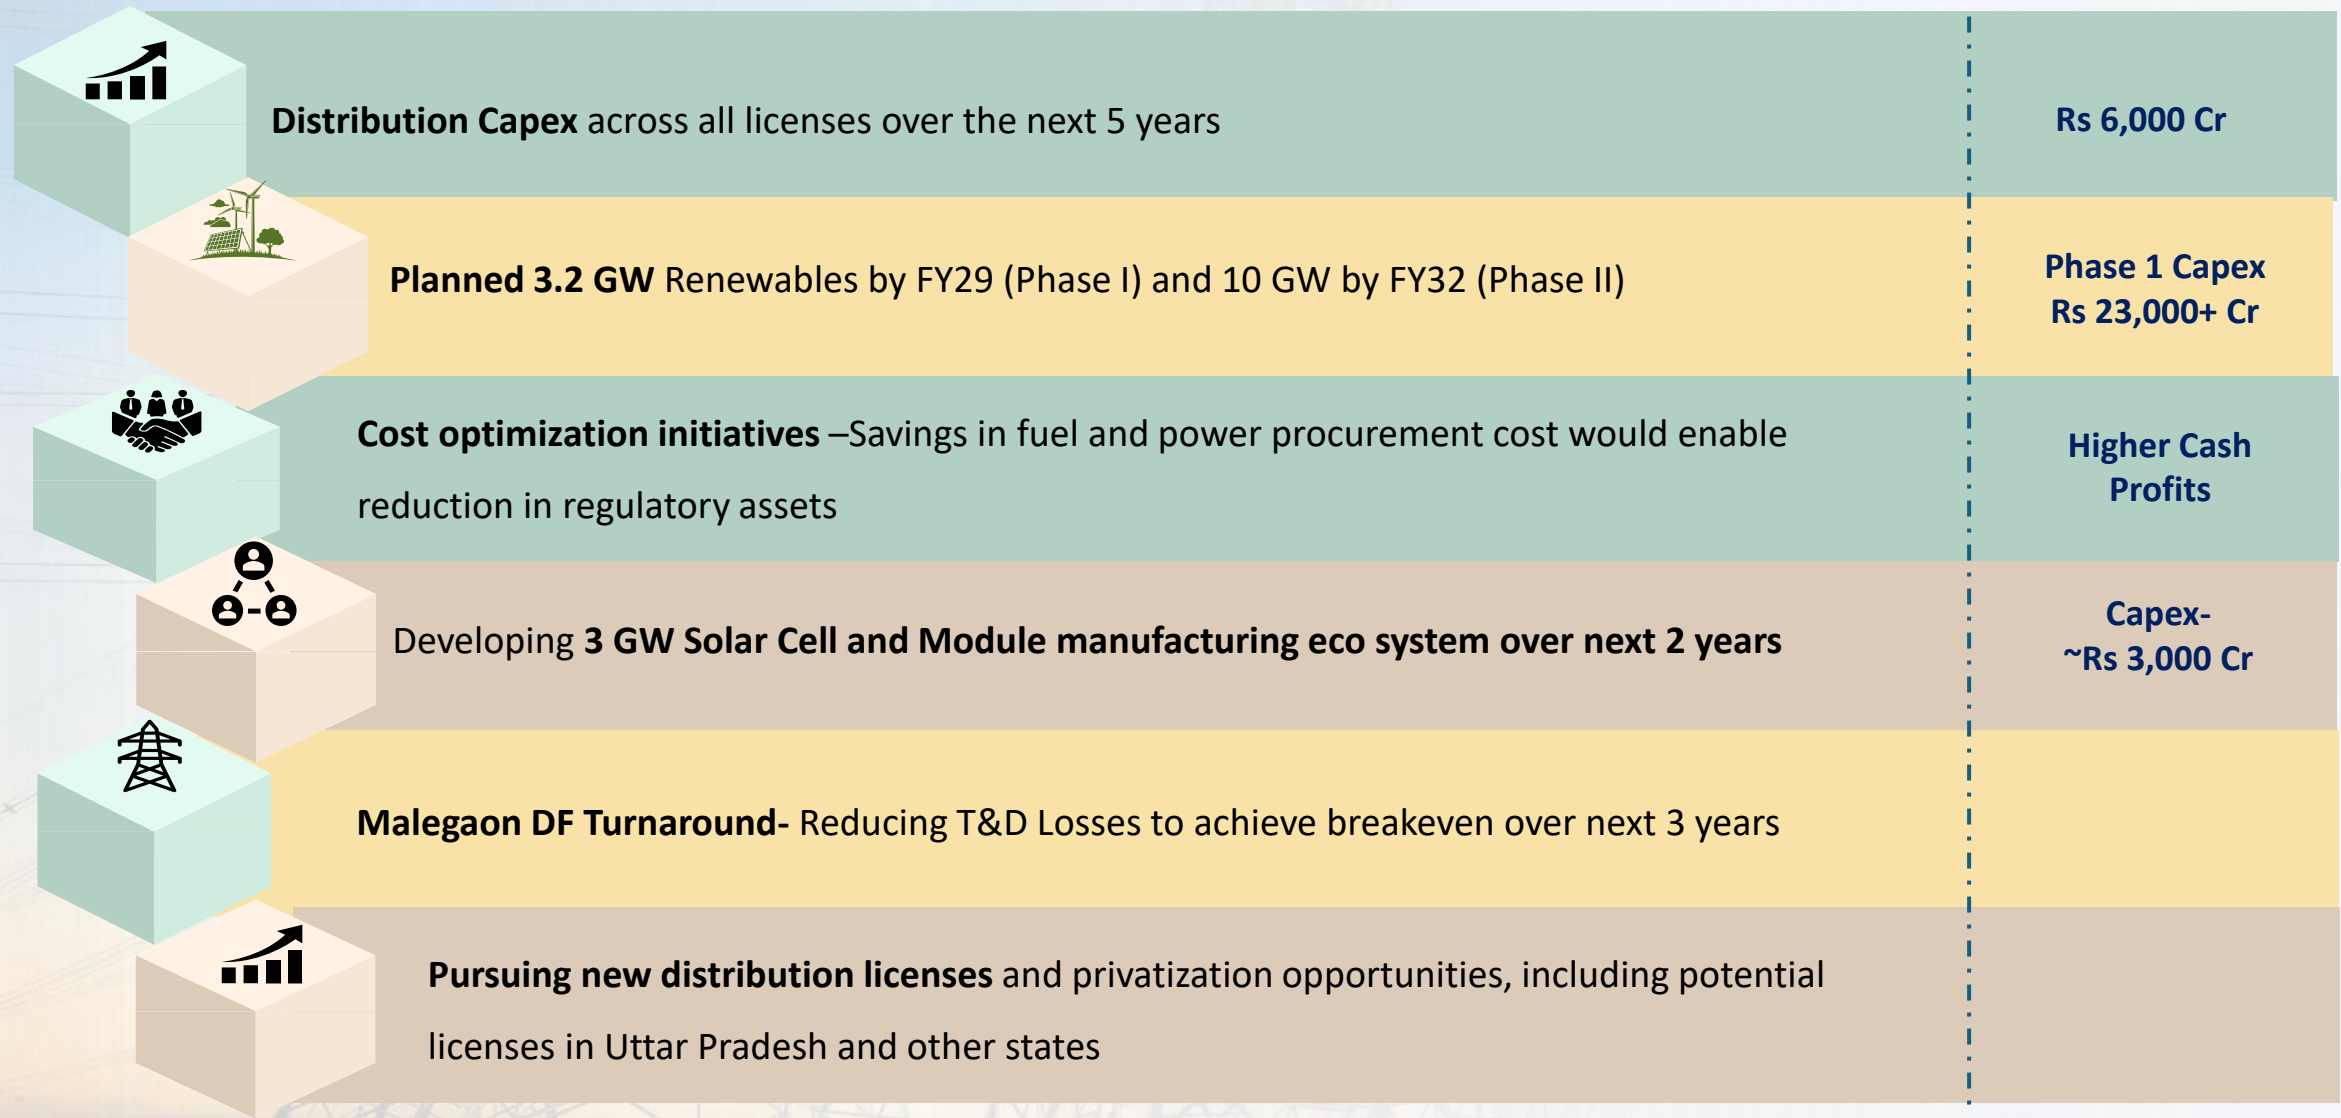 Distribution Capex across all licenses over the next 5 years
Rs 6,000 Cr
Planned 3.2 GW Renewables by FY29 (Phase I) and 10 GW by FY32 (Phase II)
Phase 1 Capex
Rs 23,000+ Cr
Cost optimization initiatives –Savings in fuel and power procurement cost would enable
reduction in regulatory assets
Higher Cash
Profits
Developing 3 GW Solar Cell and Module manufacturing eco system over next 2 years
Capex-
~Rs 3,000 Cr
Malegaon DF Turnaround- Reducing T&D Losses to achieve breakeven over next 3 years
Pursuing new distribution licenses and privatization opportunities, including potential
licenses in Uttar Pradesh and other states